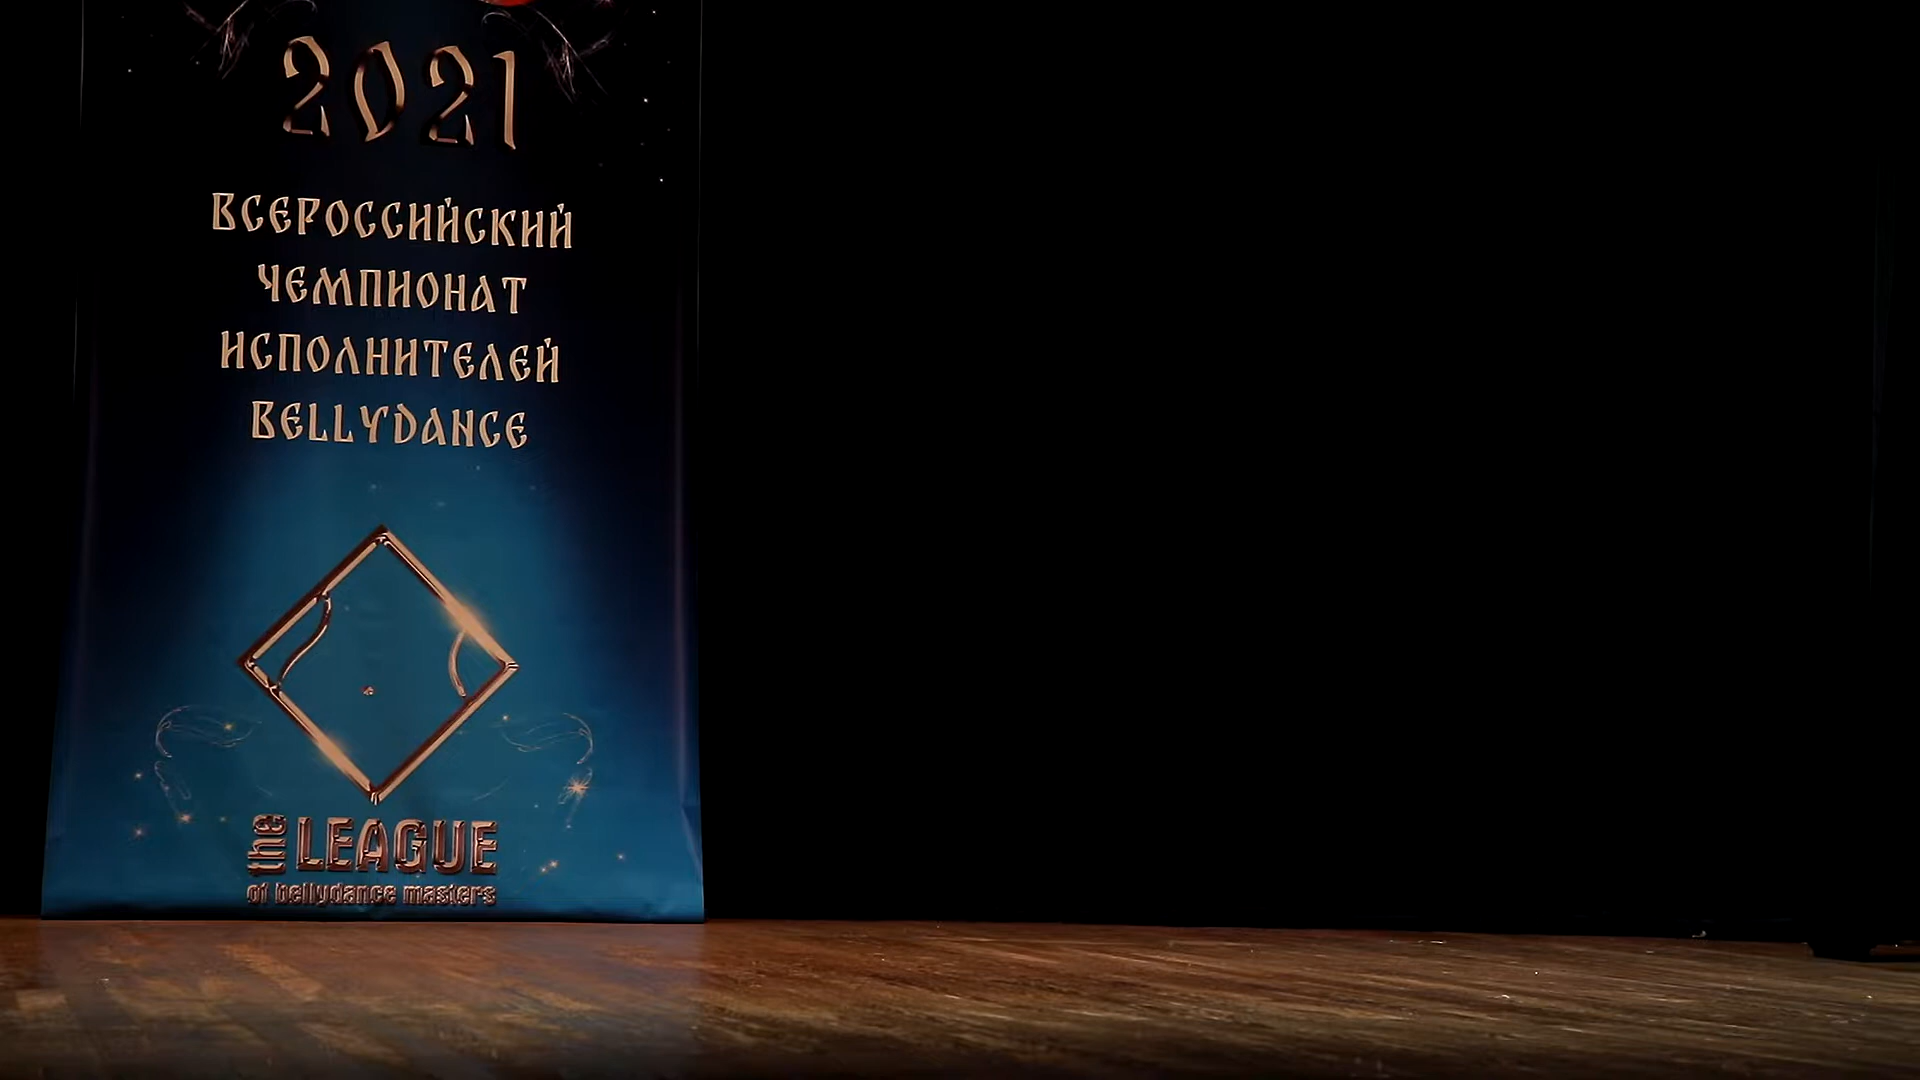 2021
ВСЕРОССИЙСКИЙ
ЧЕМПИОНАТ
ИСПОЛНИТЕЛЕЙ
BELLYDANCE
the LEAGUE
of bellydance masters